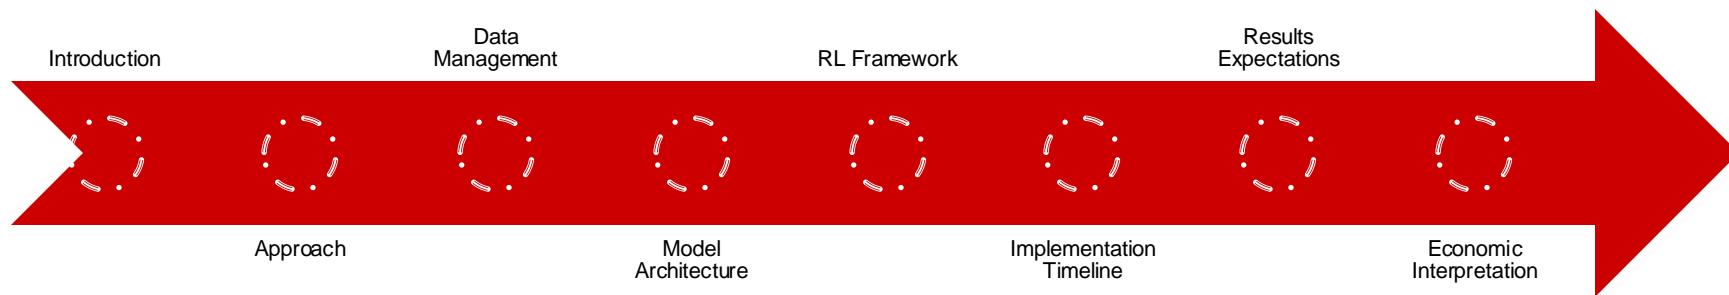 Introduction
Approach
Data
Management
Model
Architecture
RL Framework
Implementation
Timeline
Results
Expectations
Economic
Interpretation